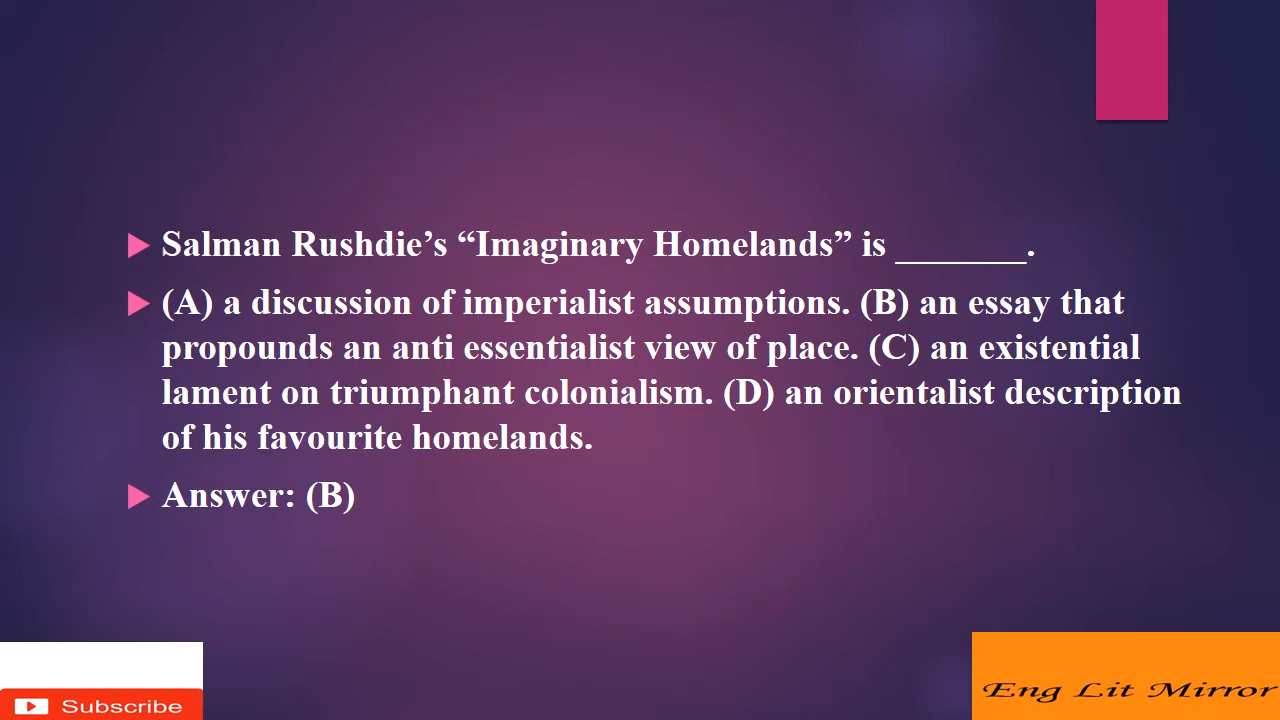 Salman Rushdie’s “Imaginary Homelands” is _______.
(A) a discussion of imperialist assumptions. (B) an essay that
propounds an anti essentialist view of place. (C) an existential
lament on triumphant colonialism. (D) an orientalist description
of his favourite homelands.
Answer: (B)
Subscribe
Eng Lit Mirror